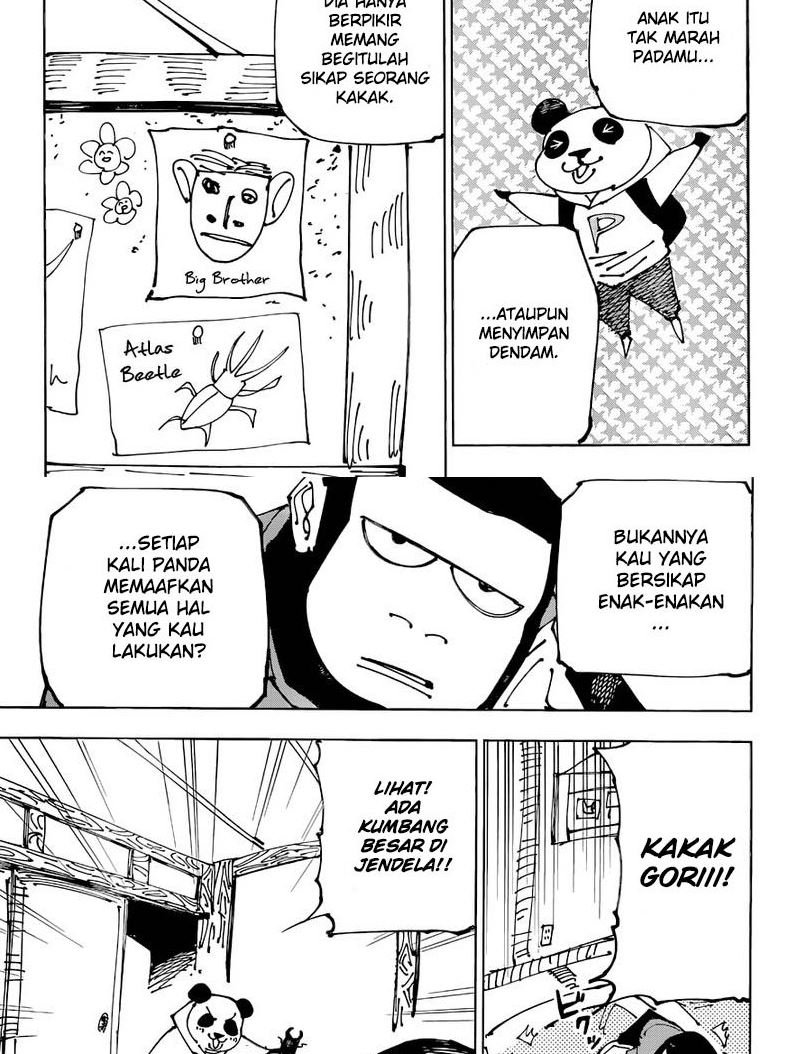 ANAK ITU
TAK MARAH
PADAMU...
...ATAUPUN
MENYIMPAN
DENDAM.
DIA HANYA
BERPIKIR
MEMANG
BEGITULAH
SIKAP SEORANG
KAKAK.
P
Big Brother
Atlas
Beetle
h
BUKANNYA
KAU YANG
BERSIKAP
ENAK-ENAKAN
...
...SETIAP
KALI PANDA
MEMAAFKAN
SEMUA HAL
YANG KAU
LAKUKAN?
KAKAK
GORIII!
LIHAT!
ADA
KUMBANG
BESAR DI
JENDELA!!